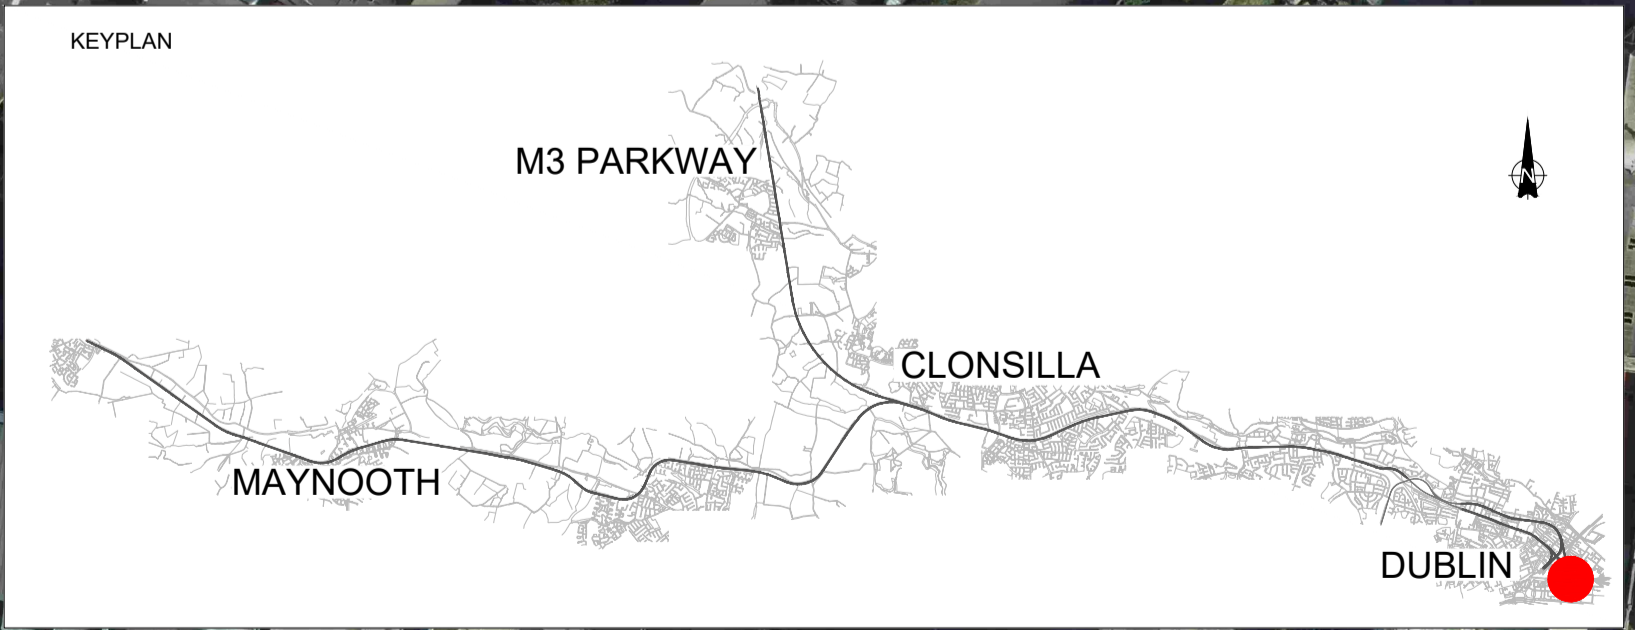 KEYPLAN
M3 PARKWAY
N
CLONSILLA
MAYNOOTH
DUBLIN